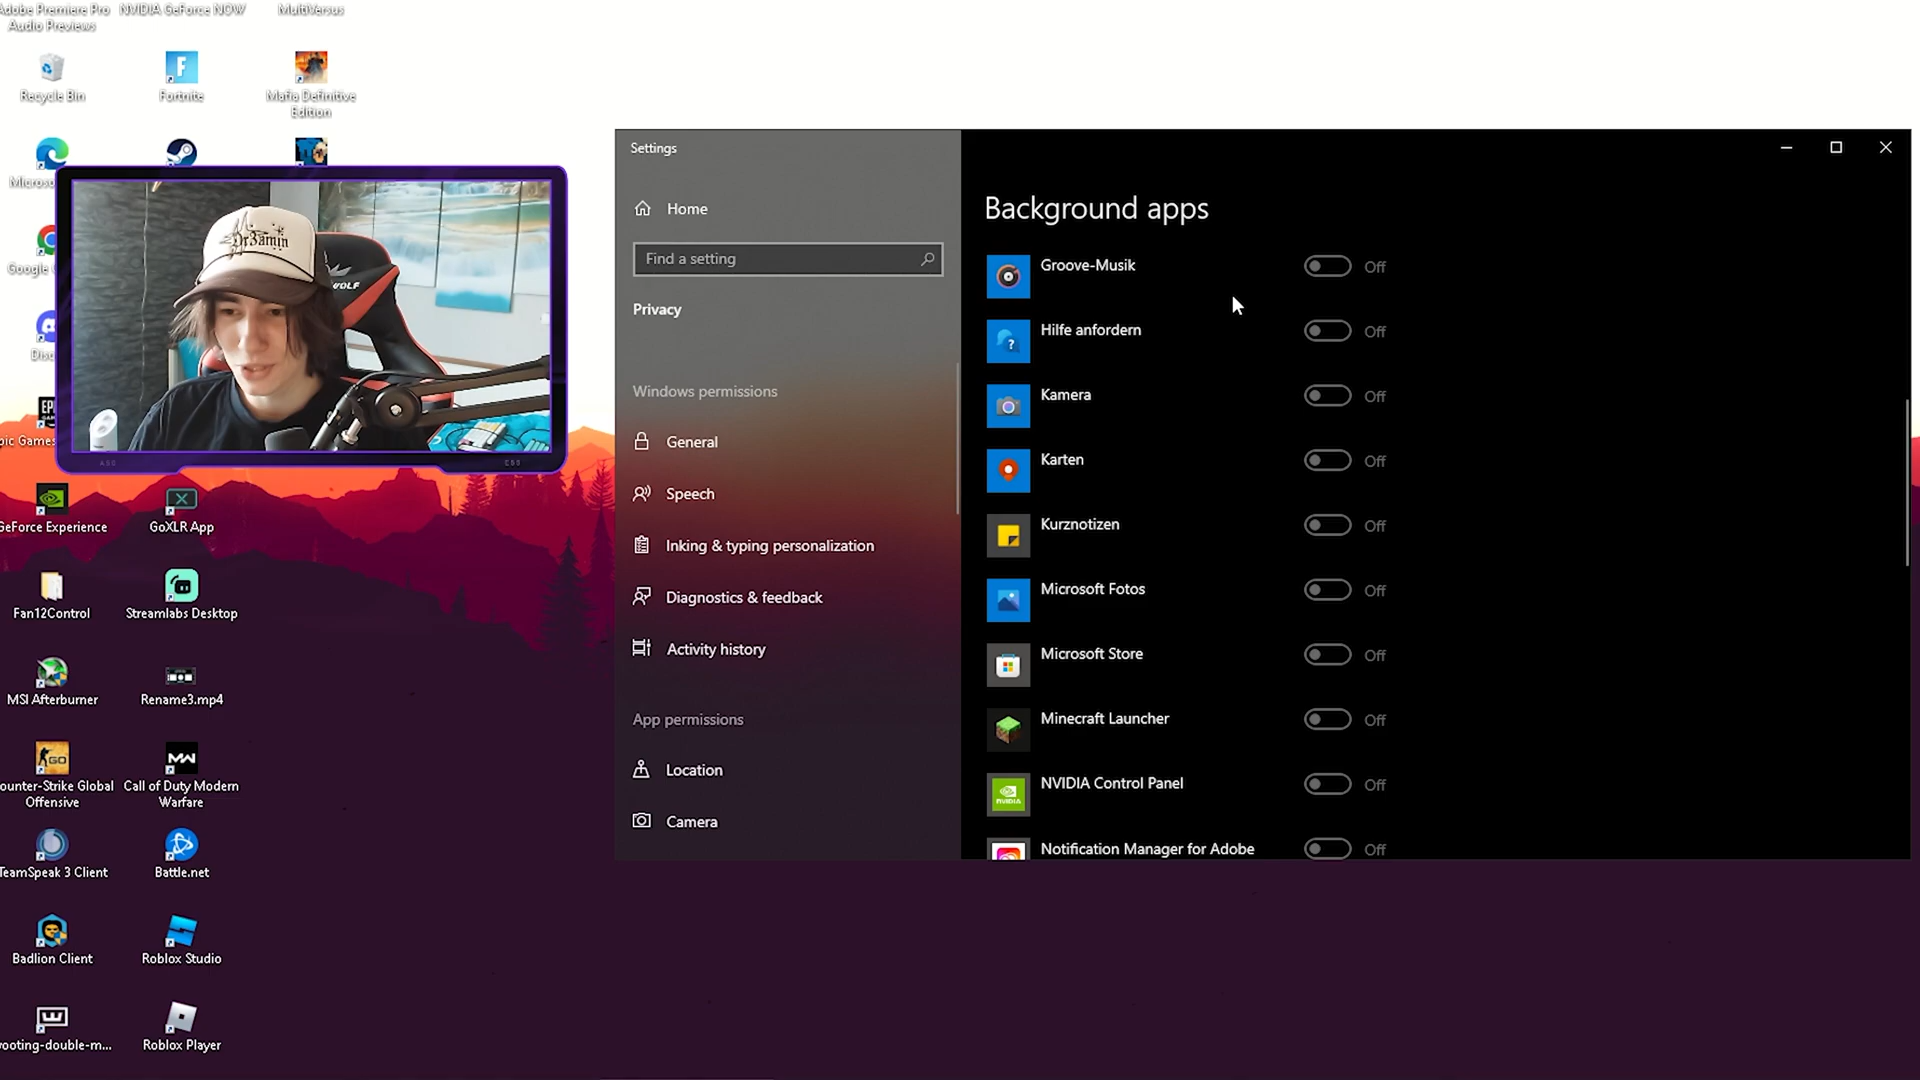 Adobe Premiere Pro
Audio Previews
NVIDIA GeForce NOW
MultiVersus
Recycle Bin
Fortnite
Mafia Definitive
Edition
Google
GeForce Experience
GoXLR App
Fan12Control
Streamlabs Desktop
MSI Afterburner
Rename3.mp4
ounter-Strike Global
Offensive
Call of Duty Modern
Warfare
TeamSpeak 3 Client
Battle.net
Badlion Client
Roblox Studio
wooting-double-m...
Roblox Player
Dr3amin
WOLF
Settings
Home
Find a setting
Privacy
Windows permissions
General
Speech
Inking & typing personalization
Diagnostics & feedback
Activity history
App permissions
Location
Camera
Background apps
Groove-Musik Off
Hilfe anfordern Off
Kamera Off
Karten Off
Kurznotizen Off
Microsoft Fotos Off
Microsoft Store Off
Minecraft Launcher Off
NVIDIA Control Panel Off
Notification Manager for Adobe Off